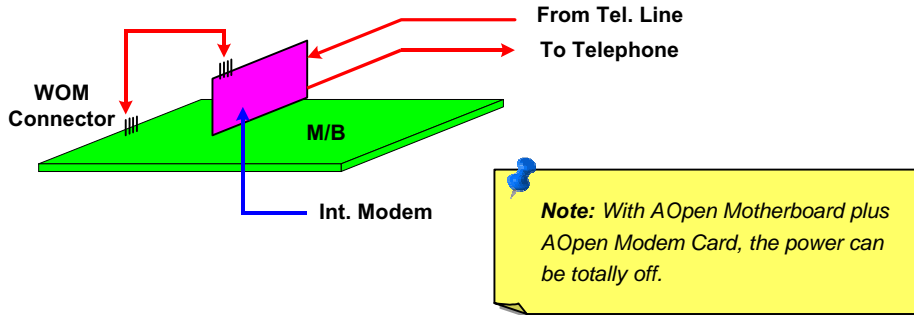 From Tel. Line
To Telephone
WOM
Connector
M/B
Int. Modem
Note: With AOpen Motherboard plus
AOpen Modem Card, the power can
be totally off.